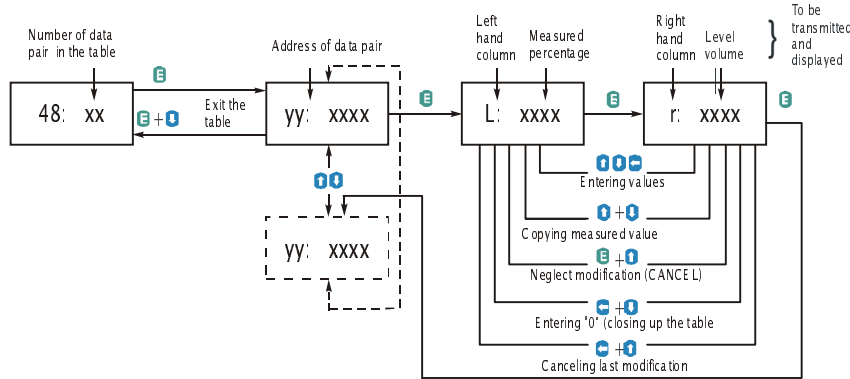 Number of data
pair in the table
Address of data pair
Left
hand
column
Measured
percentage
Right
hand
column
Level
volume
To be
transmitted
and
displayed
E
48: xx
E + 
Exit the
table
yy: xxxx
E
L: xxxx
E
r: xxxx
E
Entering values
+
Copying measured value
E +
Neglect modification (CANCEL)
+
Entering "0" (closing up the table
+
Canceling last modification
yy: xxxx